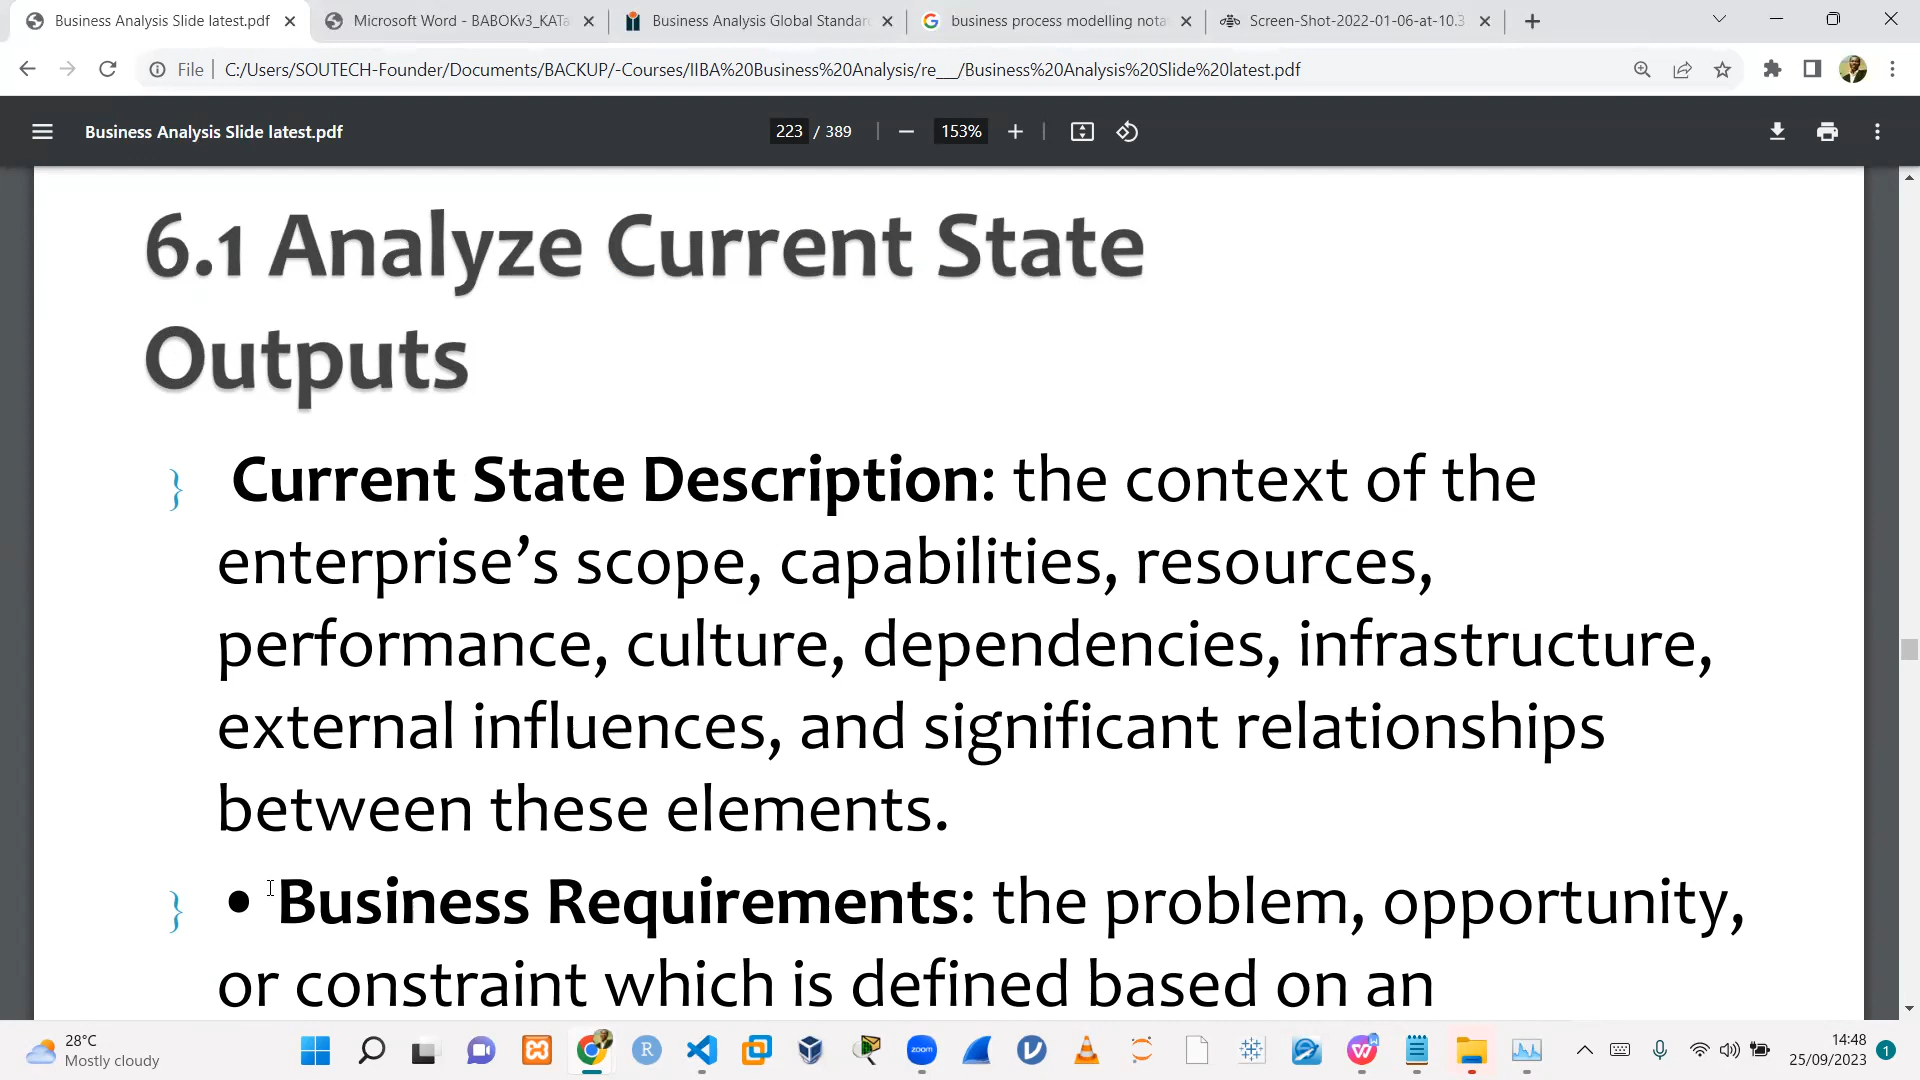 Business Analysis Slide latest.pdf
Microsoft Word - BABOKv3_KATa
Business Analysis Global Standar
business process modelling nota
Screen-Shot-2022-01-06-at-10.3
File
C:/Users/SOUTECH-Founder/Documents/BACKUP/-Courses/IIBA%20Business%20Analysis/re__/Business%20Analysis%20Slide%20latest.pdf
Business Analysis Slide latest.pdf
223 / 389
153%
6.1 Analyze Current State
Outputs
} Current State Description: the context of the
enterprise’s scope, capabilities, resources,
performance, culture, dependencies, infrastructure,
external influences, and significant relationships
between these elements.
} • Business Requirements: the problem, opportunity,
or constraint which is defined based on an
28°C
Mostly cloudy
zoom
14:48
25/09/2023
1